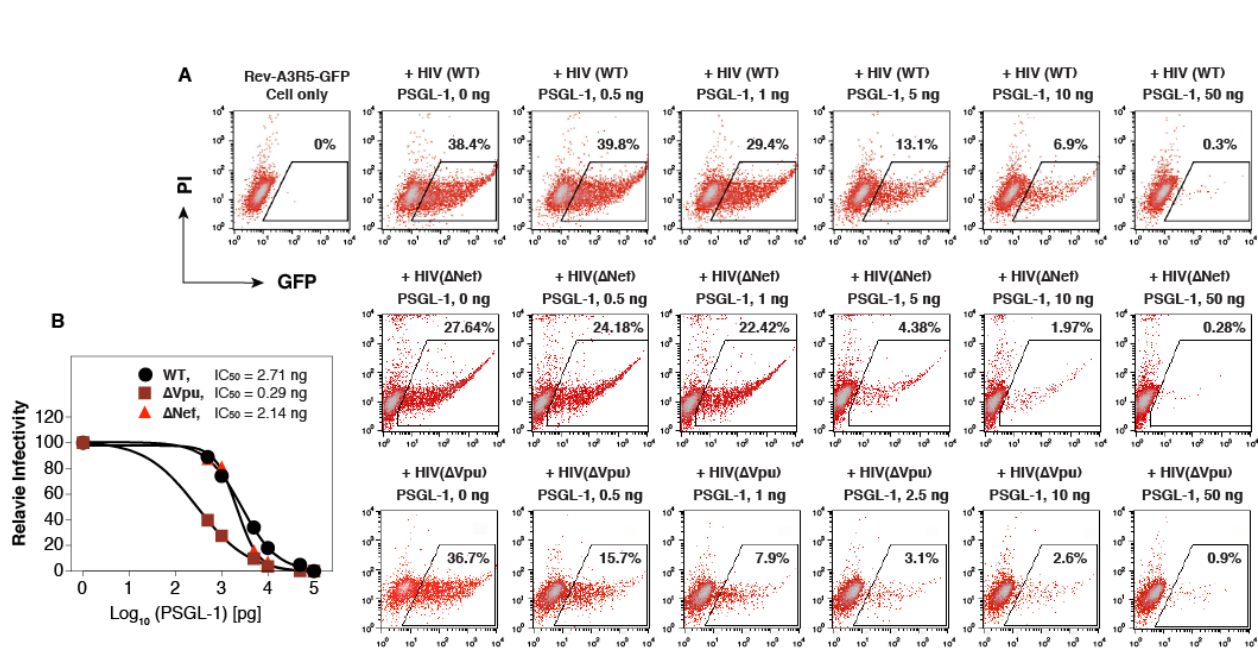 A
Rev-A3R5-GFP
Cell only
+ HIV (WT)
PSGL-1, 0 ng
+ HIV (WT)
PSGL-1, 0.5 ng
+ HIV (WT)
PSGL-1, 1 ng
+ HIV (WT)
PSGL-1, 5 ng
+ HIV (WT)
PSGL-1, 10 ng
+ HIV (WT)
PSGL-1, 50 ng
0%
38.4%
39.8%
29.4%
13.1%
6.9%
0.3%
PI
GFP
+ HIV(ΔNef)
PSGL-1, 0 ng
+ HIV(ΔNef)
PSGL-1, 0.5 ng
+ HIV(ΔNef)
PSGL-1, 1 ng
+ HIV(ΔNef)
PSGL-1, 5 ng
+ HIV(ΔNef)
PSGL-1, 10 ng
+ HIV(ΔNef)
PSGL-1, 50 ng
27.64%
24.18%
22.42%
4.38%
1.97%
0.28%
+ HIV(ΔVpu)
PSGL-1, 0 ng
+ HIV(ΔVpu)
PSGL-1, 0.5 ng
+ HIV(ΔVpu)
PSGL-1, 1 ng
+ HIV(ΔVpu)
PSGL-1, 2.5 ng
+ HIV(ΔVpu)
PSGL-1, 10 ng
+ HIV(ΔVpu)
PSGL-1, 50 ng
36.7%
15.7%
7.9%
3.1%
2.6%
0.9%
B
WT, IC₅₀ = 2.71 ng
ΔVpu, IC₅₀ = 0.29 ng
ΔNef, IC₅₀ = 2.14 ng
Relavie Infectivity
120
100
80
60
40
20
0
0 1 2 3 4 5
Log₁₀ (PSGL-1) [pg]